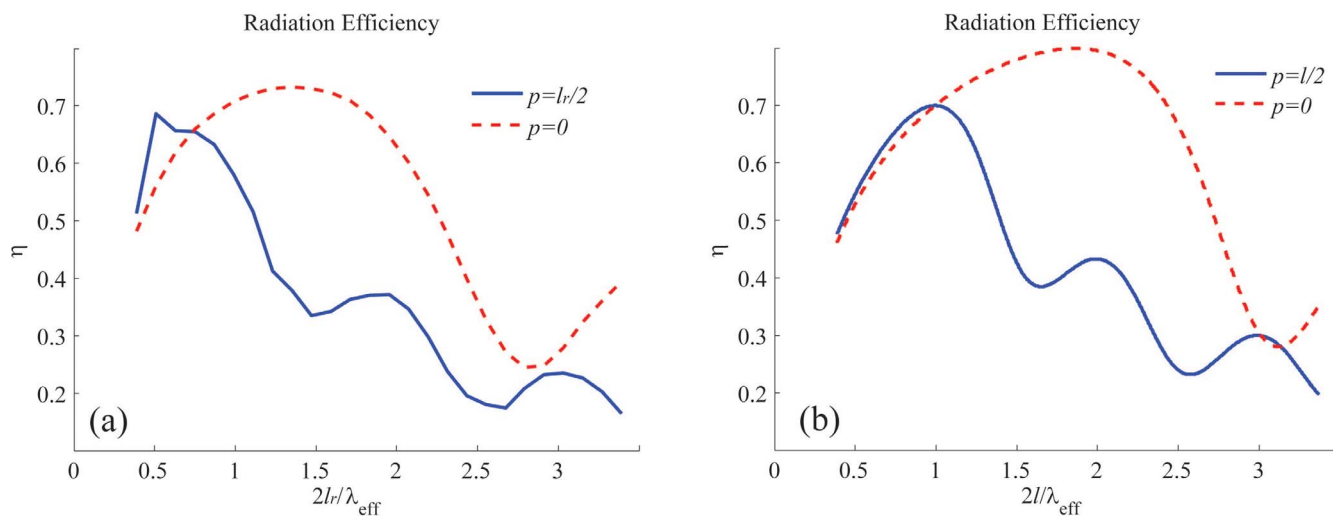 Radiation Efficiency
p=lᵣ/2
p=0
0.7
0.6
0.5
0.4
0.3
0.2
η
(a)
0 0.5 1 1.5 2 2.5 3
2lᵣ/λeff
Radiation Efficiency
p=l/2
p=0
0.7
0.6
0.5
0.4
0.3
0.2
η
(b)
0 0.5 1 1.5 2 2.5 3
2l/λeff